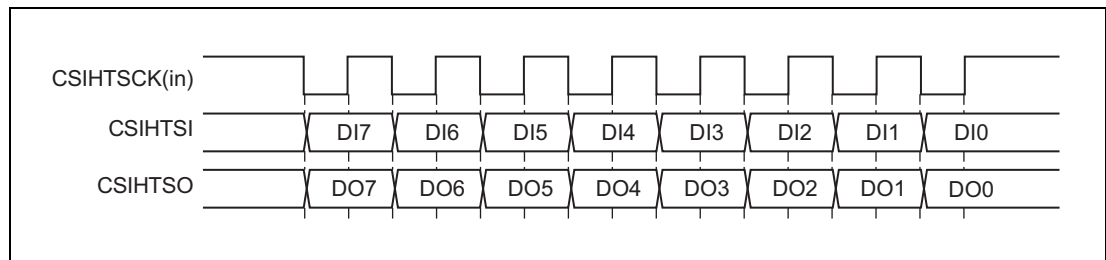 CSIHTSCK(in)
CSIHTSI DI7 DI6 DI5 DI4 DI3 DI2 DI1 DI0
CSIHTSO DO7 DO6 DO5 DO4 DO3 DO2 DO1 DO0